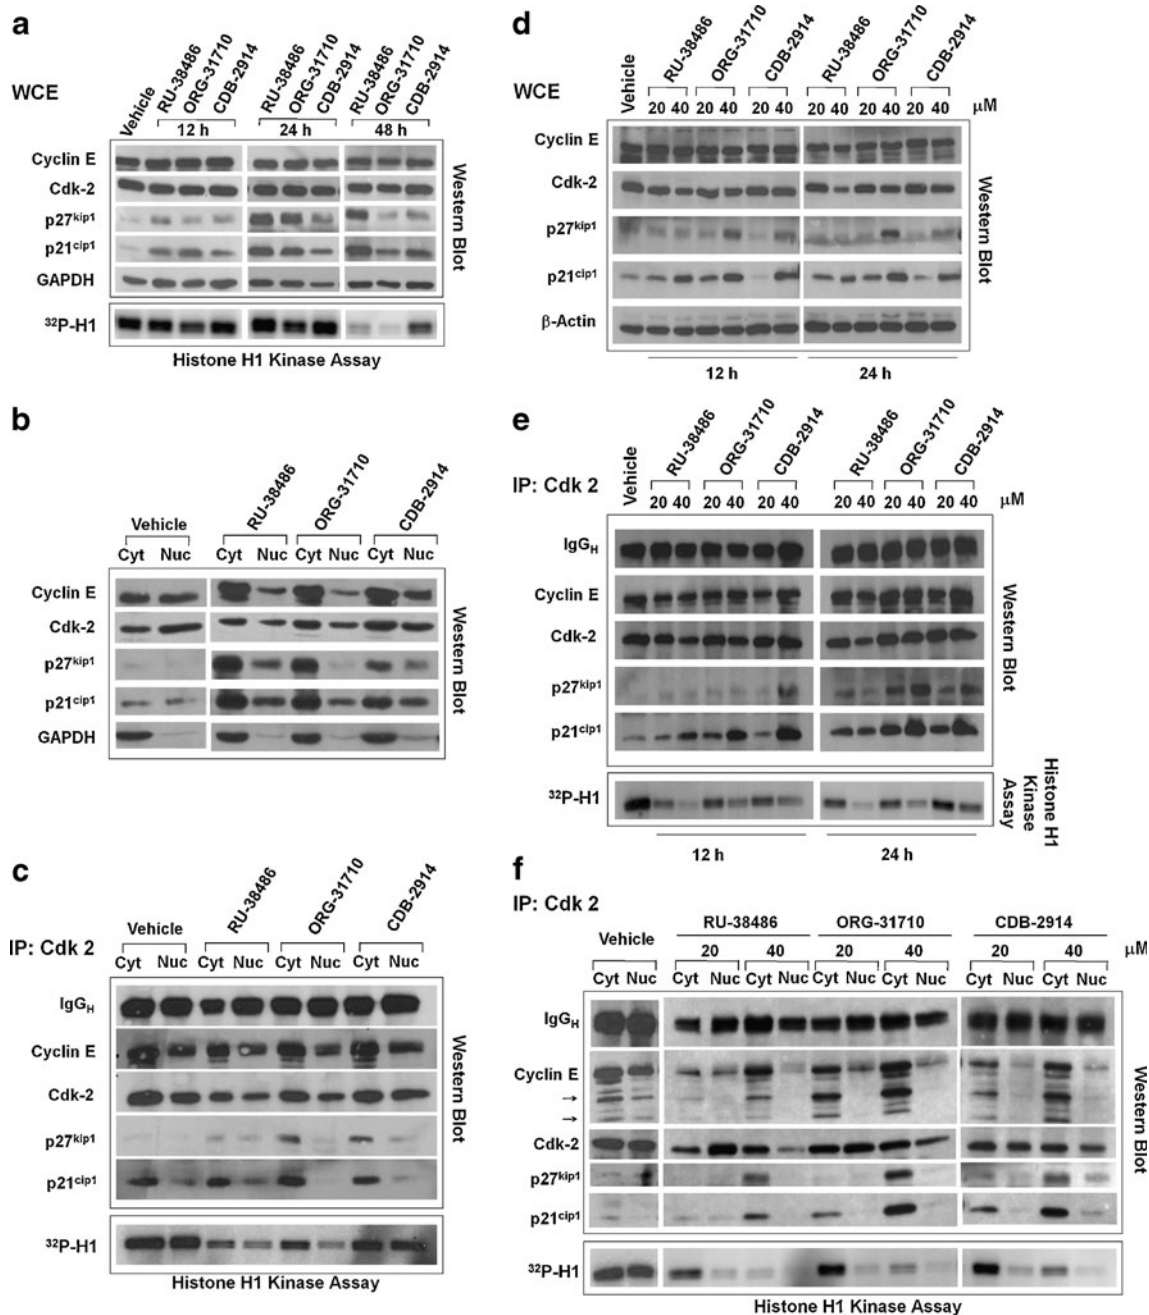 a
WCE
Vehicle RU-38486 ORG-31710 CDB-2914 RU-38486 ORG-31710 CDB-2914 RU-38486 ORG-31710 CDB-2914
12 h 24 h 48 h
Cyclin E
Cdk-2
p27kip1
p21cip1
GAPDH
Western Blot
32P-H1
Histone H1 Kinase Assay
b
Vehicle RU-38486 ORG-31710 CDB-2914
Cyt Nuc Cyt Nuc Cyt Nuc Cyt Nuc
Cyclin E
Cdk-2
p27kip1
p21cip1
GAPDH
Western Blot
c
IP: Cdk 2
Vehicle RU-38486 ORG-31710 CDB-2914
Cyt Nuc Cyt Nuc Cyt Nuc Cyt Nuc
IgGH
Cyclin E
Cdk-2
p27kip1
p21cip1
Western Blot
32P-H1
Histone H1 Kinase Assay
d
WCE
Vehicle RU-38486 ORG-31710 CDB-2914 RU-38486 ORG-31710 CDB-2914
20 40 20 40 20 40 20 40 20 40 20 40 μM
Cyclin E
Cdk-2
p27kip1
p21cip1
β-Actin
Western Blot
12 h 24 h
e
IP: Cdk 2
Vehicle RU-38486 ORG-31710 CDB-2914 RU-38486 ORG-31710 CDB-2914
20 40 20 40 20 40 20 40 20 40 20 40 μM
IgGH
Cyclin E
Cdk-2
p27kip1
p21cip1
Western Blot
32P-H1
Histone H1
Kinase
Assay
12 h 24 h
f
IP: Cdk 2
Vehicle RU-38486 ORG-31710 CDB-2914
20 40 20 40 20 40 μM
Cyt Nuc Cyt Nuc Cyt Nuc Cyt Nuc Cyt Nuc Cyt Nuc Cyt Nuc
IgGH
Cyclin E
→
→
Cdk-2
p27kip1
p21cip1
Western Blot
32P-H1
Histone H1 Kinase Assay